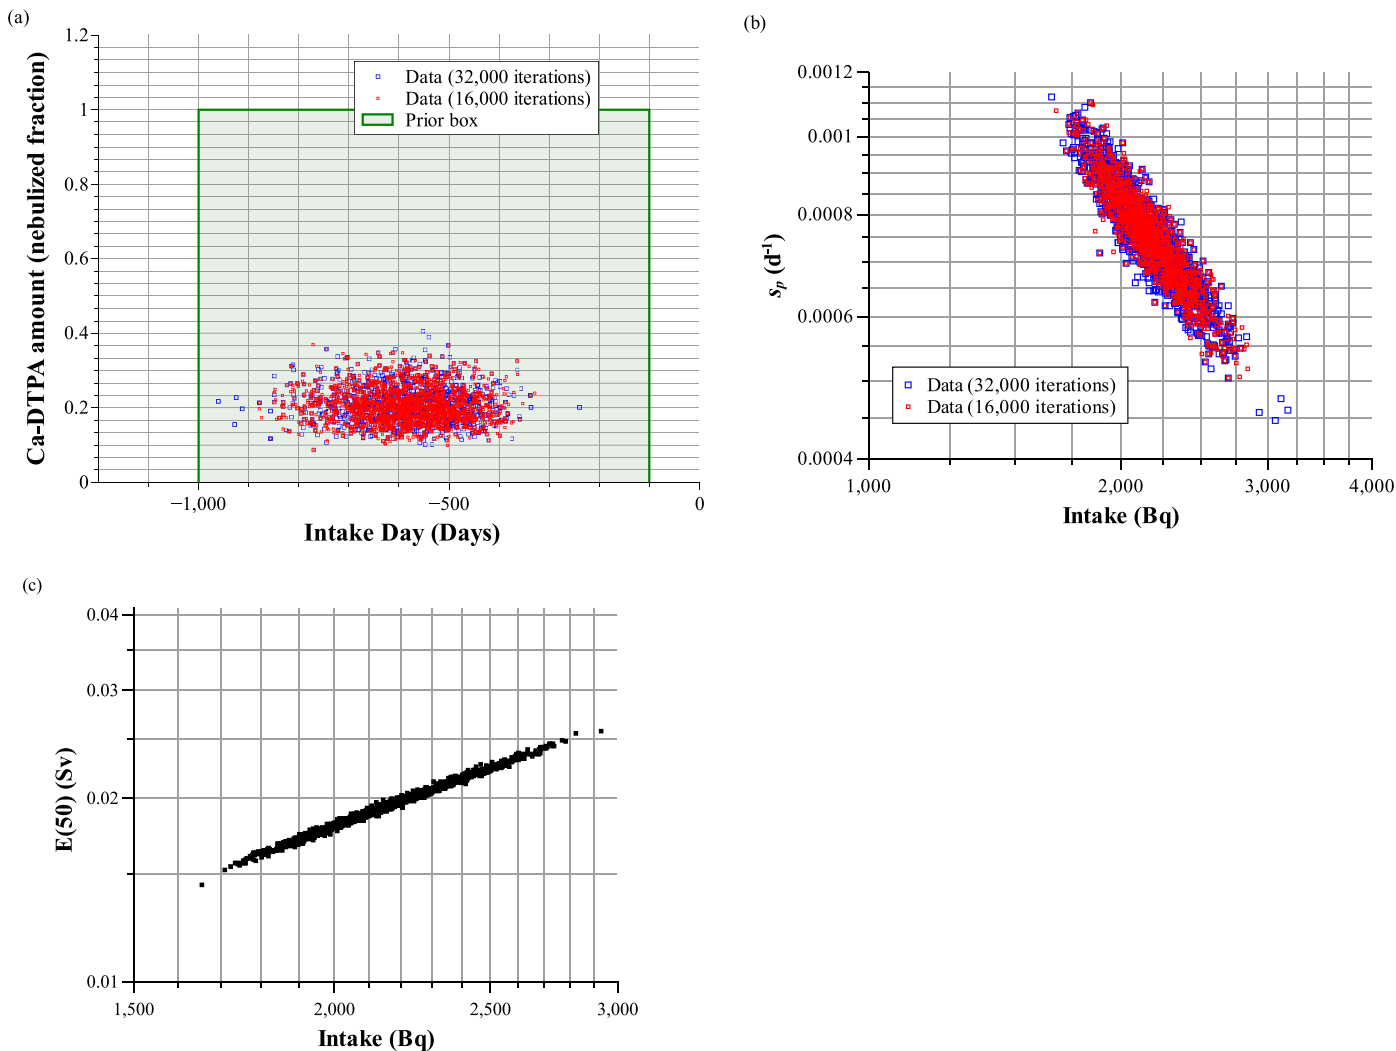 (a)
Ca-DTPA amount (nebulized fraction)
1.2
1
0.8
0.6
0.4
0.2
0
Data (32,000 iterations)
Data (16,000 iterations)
Prior box
−1,000
−500
0
Intake Day (Days)
(b)
s_p (d⁻¹)
0.0012
0.001
0.0008
0.0006
0.0004
Data (32,000 iterations)
Data (16,000 iterations)
1,000
2,000
3,000
4,000
Intake (Bq)
(c)
E(50) (Sv)
0.04
0.03
0.02
0.01
1,500
2,000
2,500
3,000
Intake (Bq)